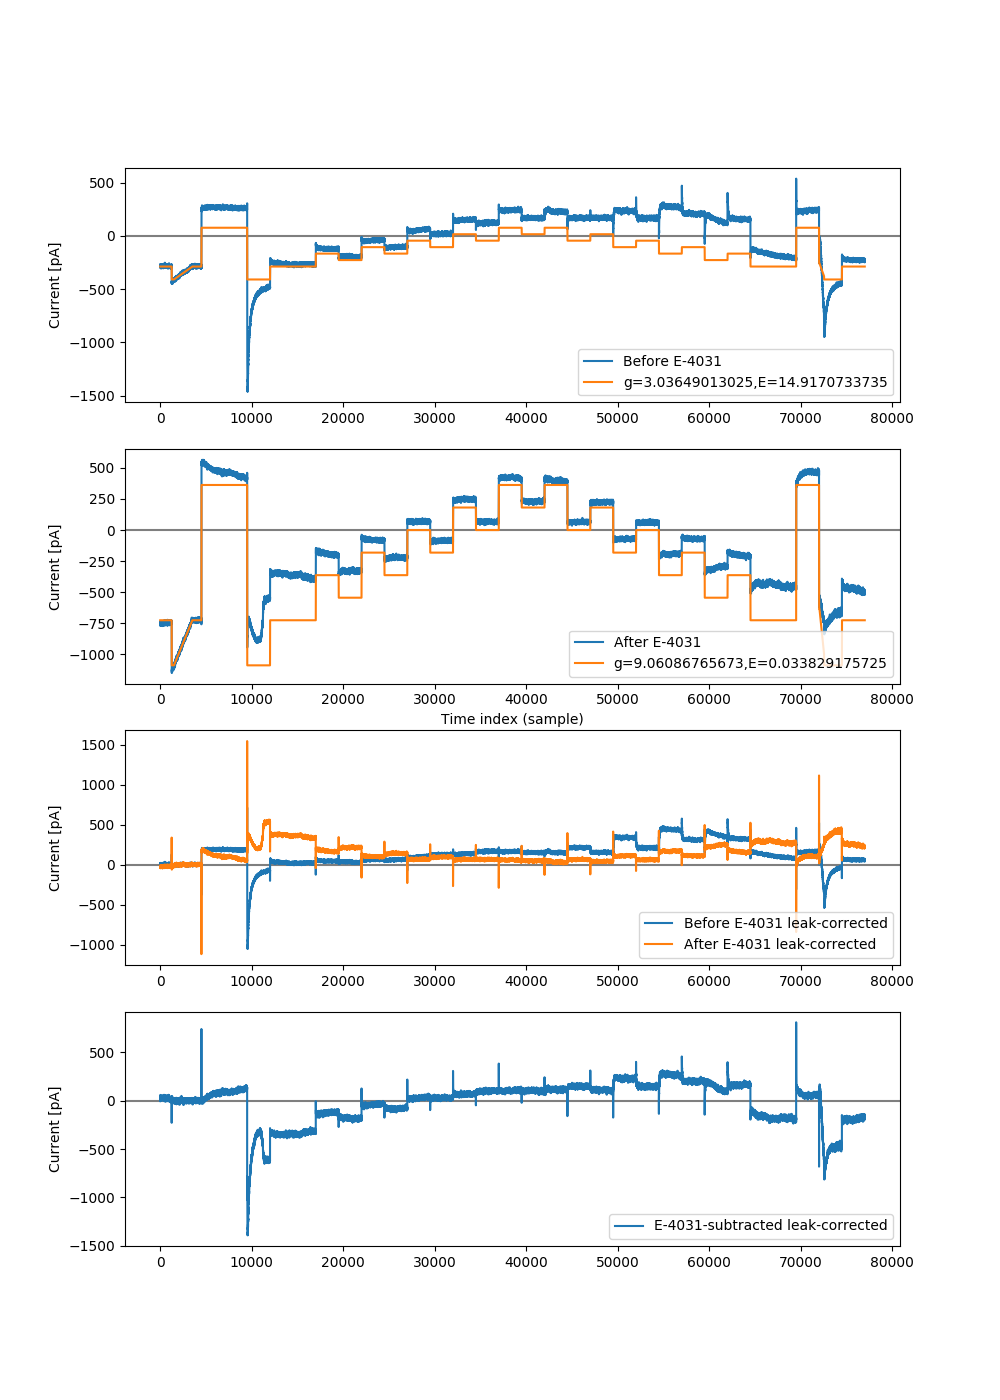 500
0
−500
−1000
−1500
Current [pA]
Before E-4031
g=3.03649013025,E=14.9170733735
0 10000 20000 30000 40000 50000 60000 70000 80000
500
250
0
−250
−500
−750
−1000
Current [pA]
After E-4031
g=9.06086765673,E=0.033829175725
0 10000 20000 30000 40000 50000 60000 70000 80000
Time index (sample)
1500
1000
500
0
−500
−1000
Current [pA]
Before E-4031 leak-corrected
After E-4031 leak-corrected
0 10000 20000 30000 40000 50000 60000 70000 80000
500
0
−500
−1000
−1500
Current [pA]
E-4031-subtracted leak-corrected
0 10000 20000 30000 40000 50000 60000 70000 80000